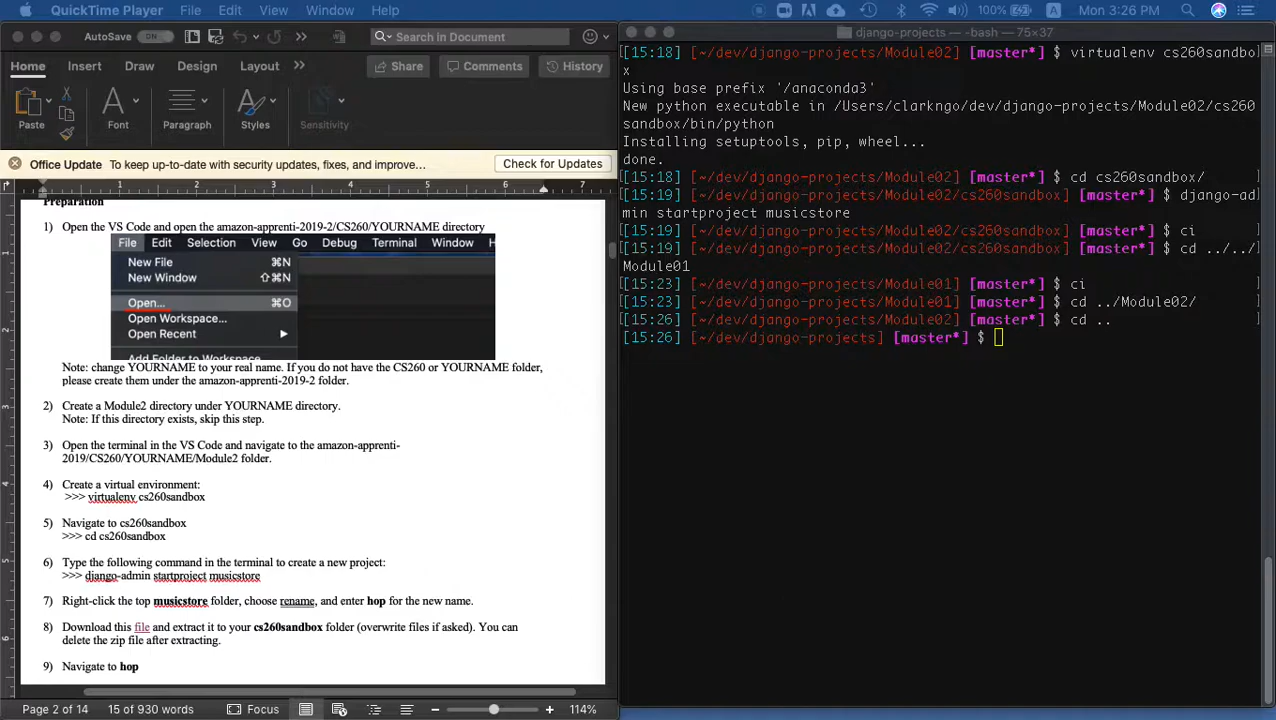 QuickTime Player File Edit View Window Help 100% A Mon 3:26 PM
AutoSave OFF Search in Document
Home Insert Draw Design Layout Share Comments History
Paste Font Paragraph Styles Sensitivity
Office Update To keep up-to-date with security updates, fixes, and improve... Check for Updates
1 2 3 4 5 6 7
Preparation
1) Open the VS Code and open the amazon-apprenti-2019-2/CS260/YOURNAME directory
File Edit Selection View Go Debug Terminal Window H
New File ⌘N
New Window ⇧⌘N
Open... ⌘O
Open Workspace...
Open Recent
Add Folder to Workspace
Note: change YOURNAME to your real name. If you do not have the CS260 or YOURNAME folder,
please create them under the amazon-apprenti-2019-2 folder.
2) Create a Module2 directory under YOURNAME directory.
Note: If this directory exists, skip this step.
3) Open the terminal in the VS Code and navigate to the amazon-apprenti-
2019/CS260/YOURNAME/Module2 folder.
4) Create a virtual environment:
>>> virtualenv cs260sandbox
5) Navigate to cs260sandbox
>>> cd cs260sandbox
6) Type the following command in the terminal to create a new project:
>>> django-admin startproject musicstore
7) Right-click the top musicstore folder, choose rename, and enter hop for the new name.
8) Download this file and extract it to your cs260sandbox folder (overwrite files if asked). You can
delete the zip file after extracting.
9) Navigate to hop
Page 2 of 14 15 of 930 words Focus 114%
django-projects — -bash — 75×37
[15:18] [~/dev/django-projects/Module02] [master*] $ virtualenv cs260sandbo
x
Using base prefix '/anaconda3'
New python executable in /Users/clarkngo/dev/django-projects/Module02/cs260
sandbox/bin/python
Installing setuptools, pip, wheel...
done.
[15:18] [~/dev/django-projects/Module02] [master*] $ cd cs260sandbox/
[15:19] [~/dev/django-projects/Module02/cs260sandbox] [master*] $ django-ad
min startproject musicstore
[15:19] [~/dev/django-projects/Module02/cs260sandbox] [master*] $ ci
[15:19] [~/dev/django-projects/Module02/cs260sandbox] [master*] $ cd ../../
Module01
[15:23] [~/dev/django-projects/Module01] [master*] $ ci
[15:23] [~/dev/django-projects/Module01] [master*] $ cd ../Module02/
[15:26] [~/dev/django-projects/Module02] [master*] $ cd ..
[15:26] [~/dev/django-projects] [master*] $